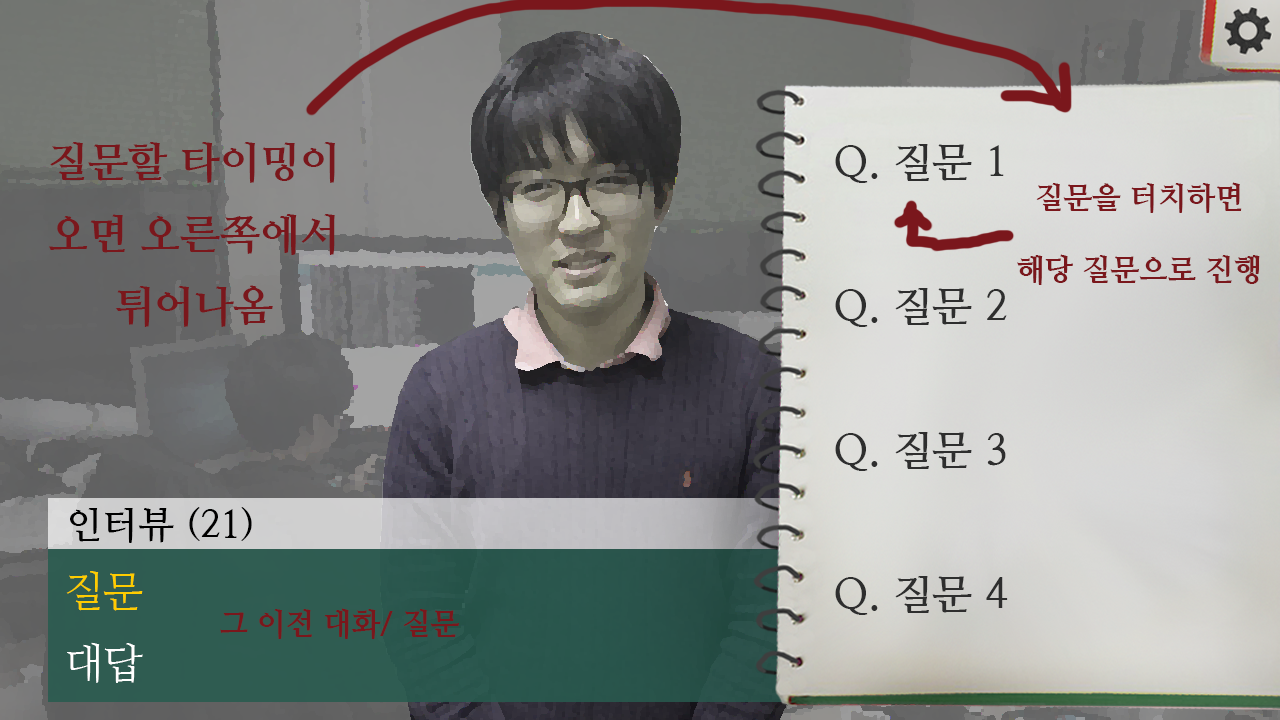 질문할 타이밍이
오면 오른쪽에서
튀어나옴
Q. 질문 1
질문을 터치하면
해당 질문으로 진행
Q. 질문 2
Q. 질문 3
Q. 질문 4
인터뷰 (21)
질문
그 이전 대화/ 질문
대답